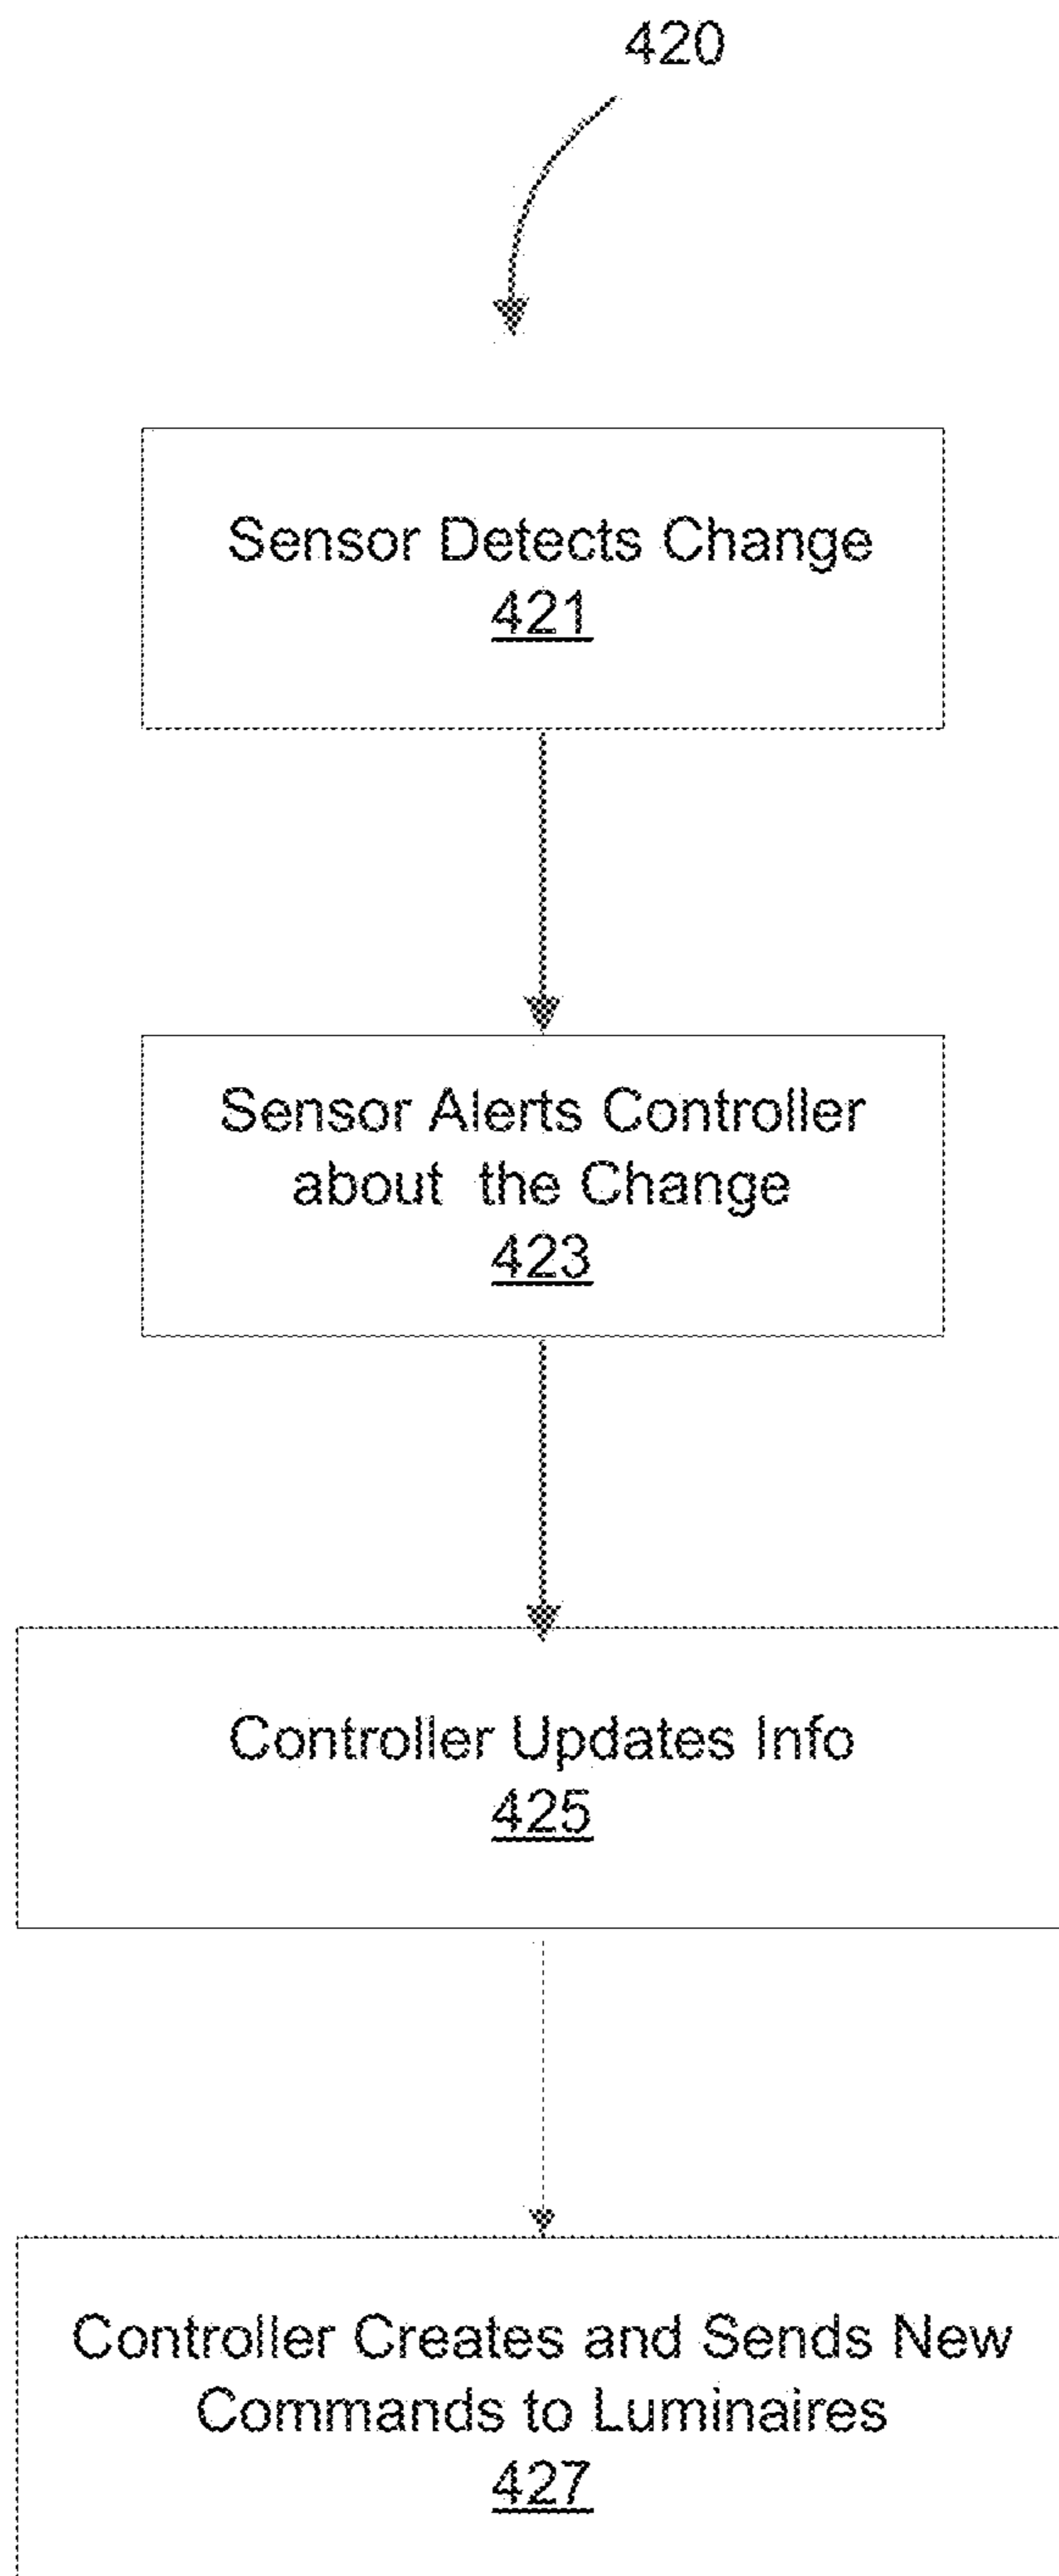 420
Sensor Detects Change
421
Sensor Alerts Controller
about the Change
423
Controller Updates Info
425
Controller Creates and Sends New
Commands to Luminaires
427